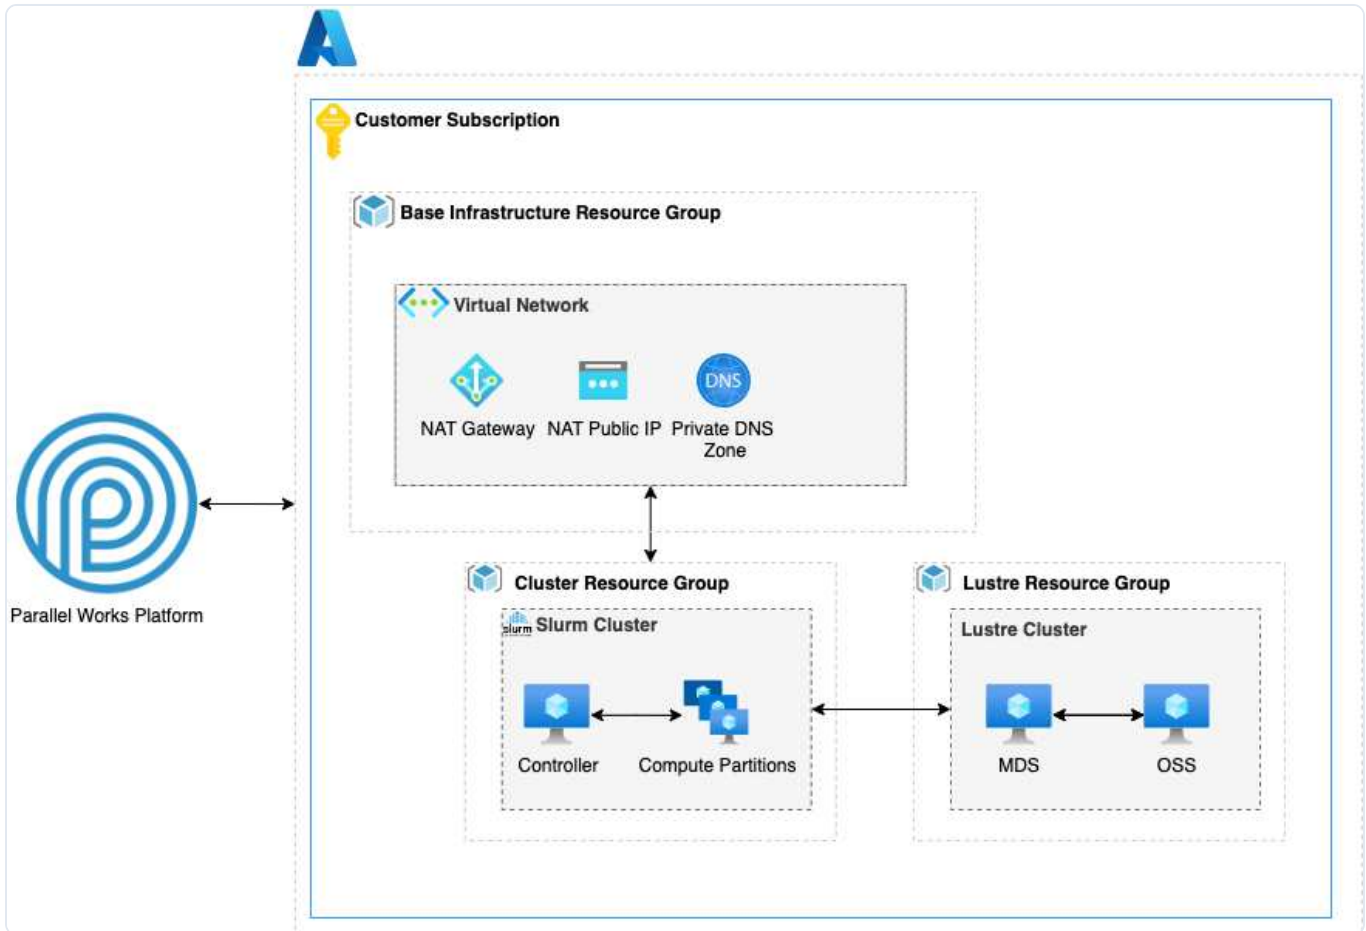 Customer Subscription
Base Infrastructure Resource Group
Virtual Network
DNS
NAT Gateway
NAT Public IP
Private DNS
Zone
Parallel Works Platform
Cluster Resource Group
slurm
Slurm Cluster
Controller
Compute Partitions
Lustre Resource Group
Lustre Cluster
MDS
OSS